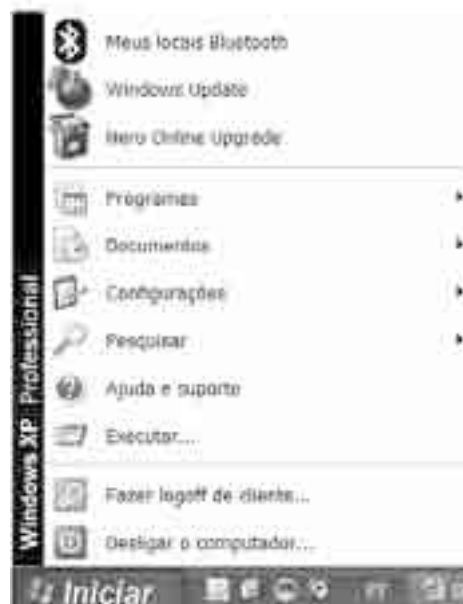 Meus locais Bluetooth
Windows Update
Nero Online Upgrade
Programas
Documentos
Configurações
Pesquisar
Ajuda e suporte
Executar...
Fazer logoff de cliente...
Desligar o computador...
Windows XP Professional
Iniciar
PT